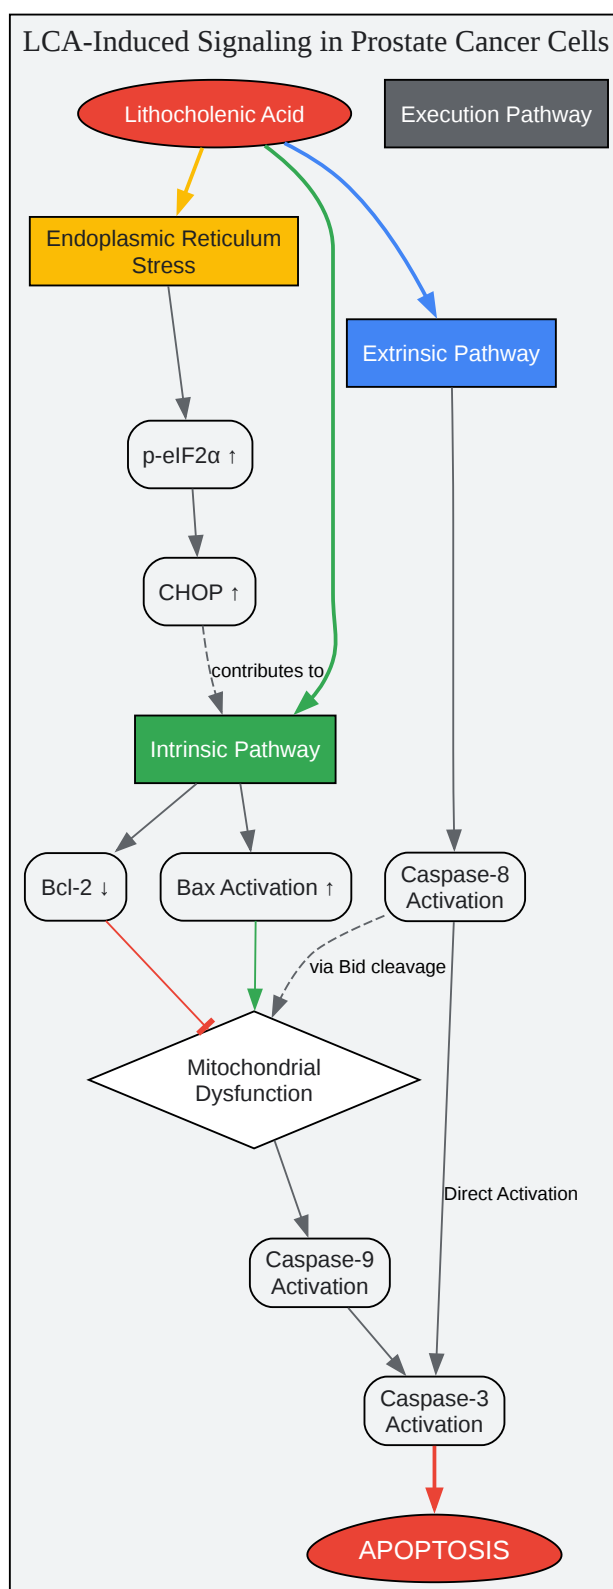 LCA-Induced Signaling in Prostate Cancer Cells
Lithocholenic Acid
Execution Pathway
Endoplasmic Reticulum
Stress
Extrinsic Pathway
p-eIF2α ↑
CHOP ↑
contributes to
Intrinsic Pathway
Bcl-2 ↓
Bax Activation ↑
Caspase-8
Activation
via Bid cleavage
Mitochondrial
Dysfunction
Direct Activation
Caspase-9
Activation
Caspase-3
Activation
APOPTOSIS